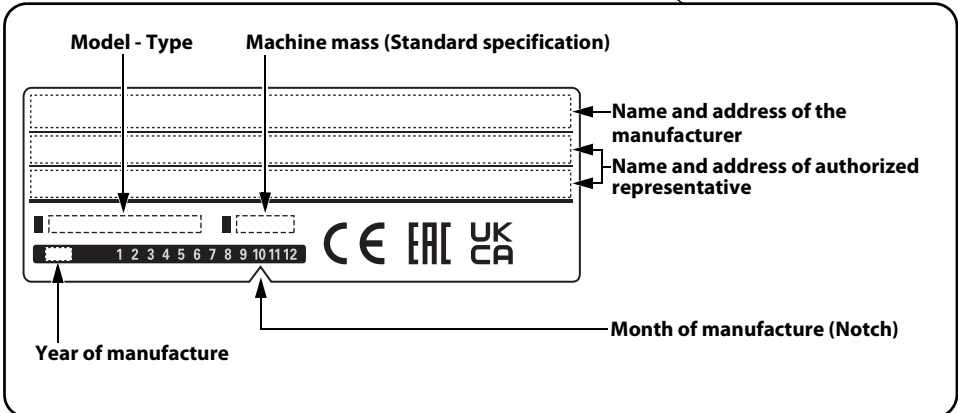 Model - Type
Machine mass (Standard specification)
Name and address of the
manufacturer
Name and address of authorized
representative
1 2 3 4 5 6 7 8 9 10 11 12
CE EAC UK
CA
Month of manufacture (Notch)
Year of manufacture